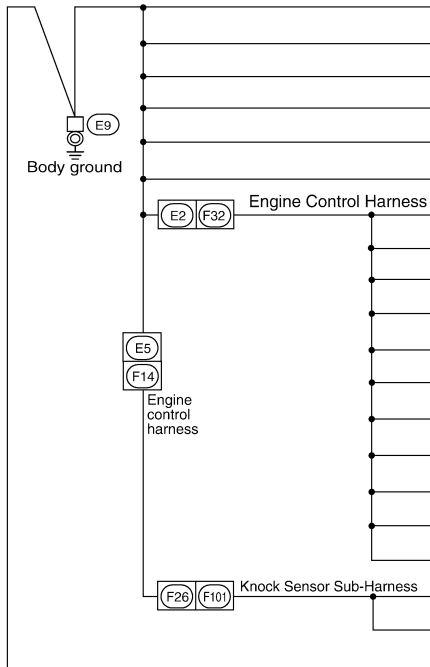 E9
Body ground
E2 F32
Engine Control Harness
E5
F14
Engine
control
harness
F26 F101
Knock Sensor Sub-Harness